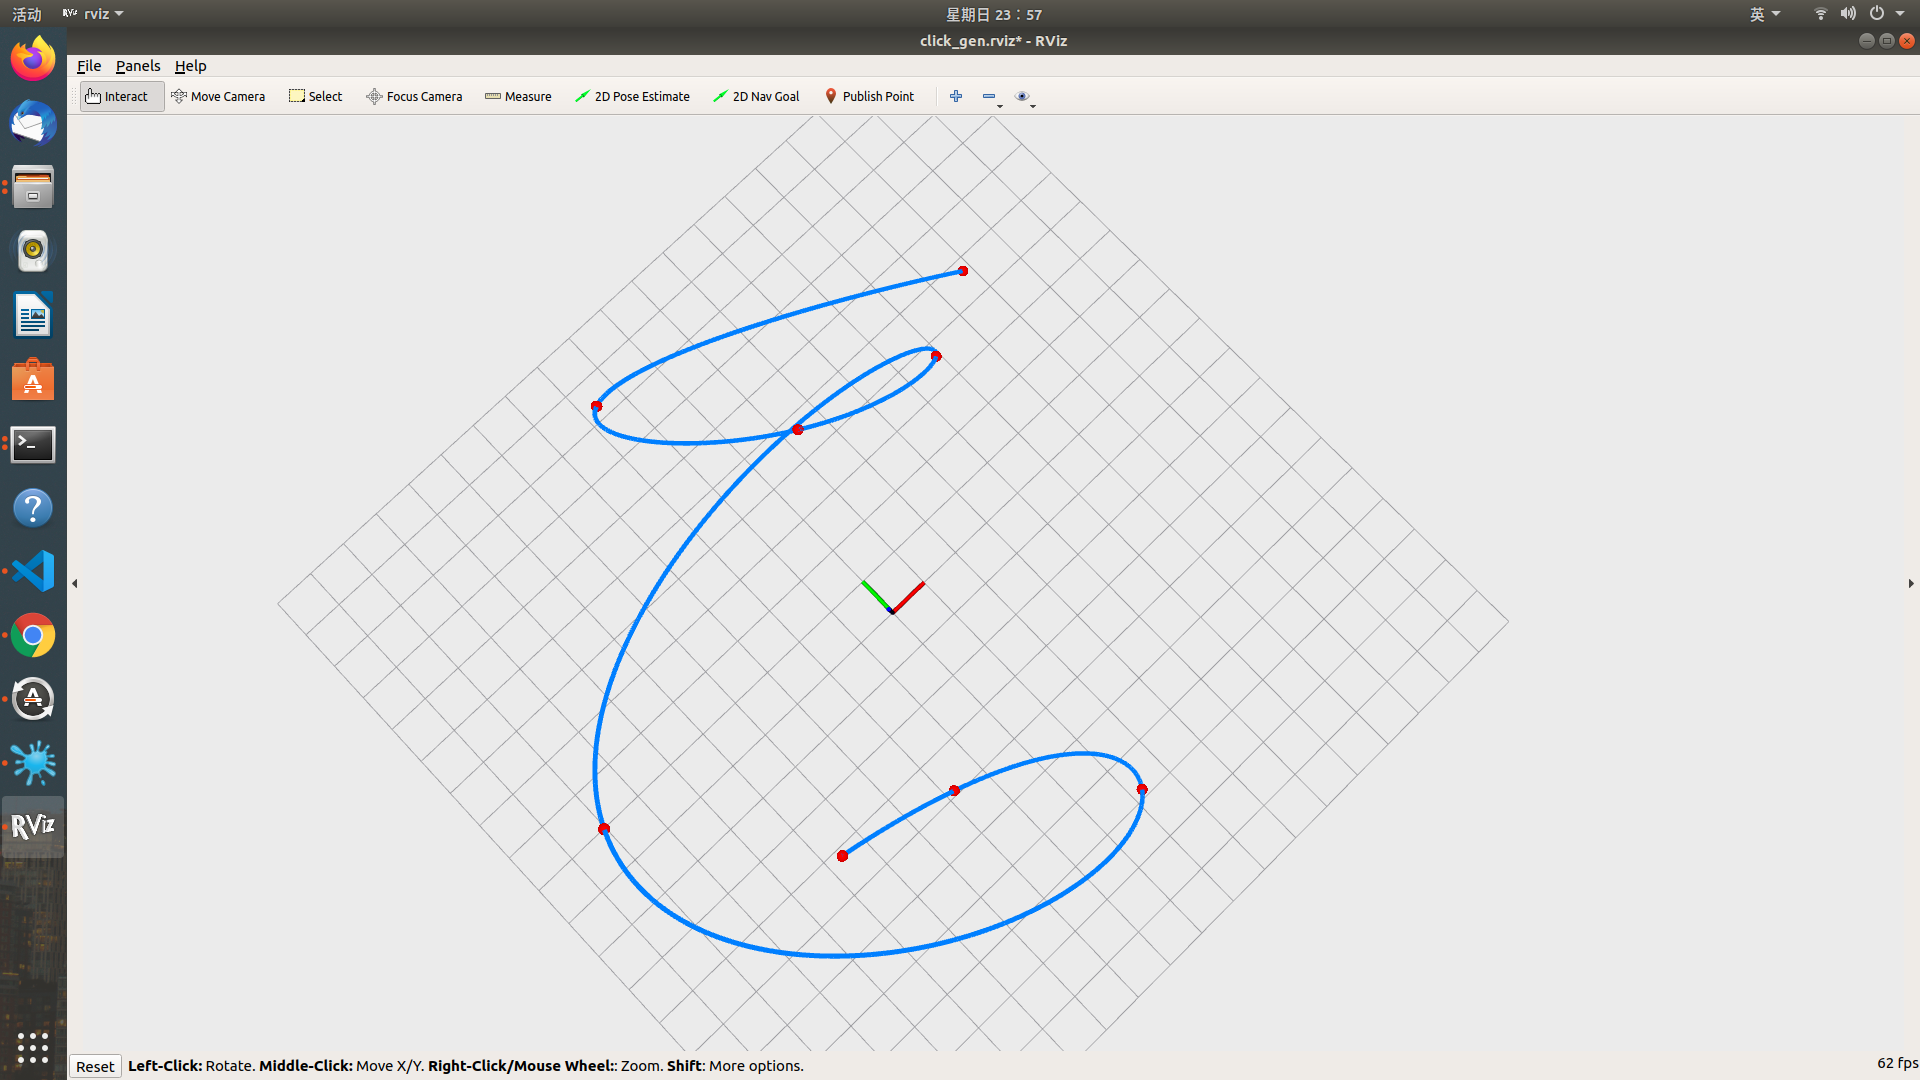 活动 RViz rviz 星期日 23：57 英
click_gen.rviz* - RViz
File Panels Help
Interact Move Camera Select Focus Camera Measure 2D Pose Estimate 2D Nav Goal Publish Point
RViz
Reset Left-Click: Rotate. Middle-Click: Move X/Y. Right-Click/Mouse Wheel:: Zoom. Shift: More options. 62 fps